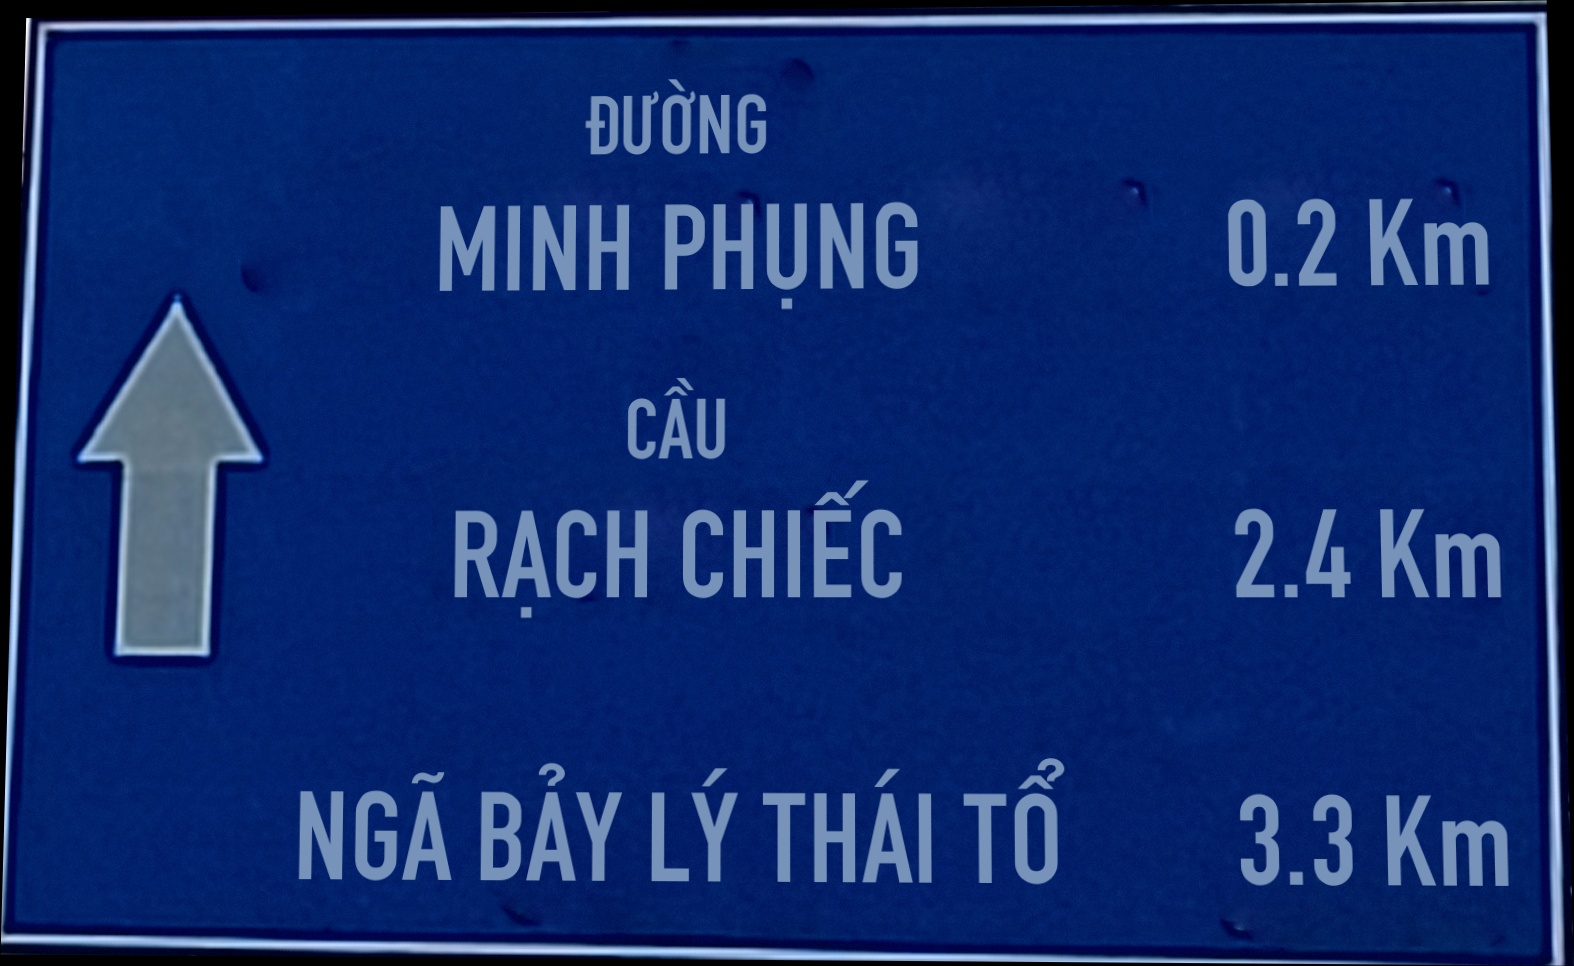 ĐƯỜNG
MINH PHỤNG 0.2 Km
CẦU
RẠCH CHIẾC 2.4 Km
NGÃ BẢY LÝ THÁI TỔ 3.3 Km